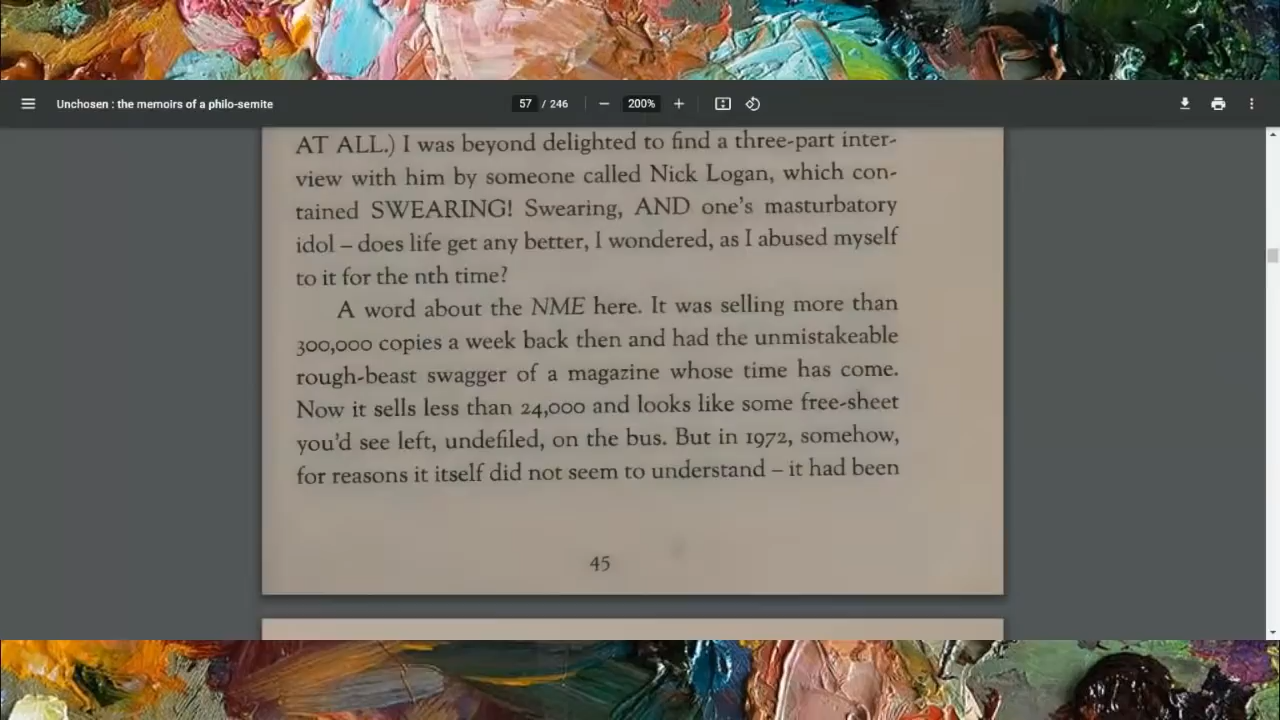 Unchosen : the memoirs of a philo-semite
57 / 246
200%
AT ALL.) I was beyond delighted to find a three-part inter-
view with him by someone called Nick Logan, which con-
tained SWEARING! Swearing, AND one's masturbatory
idol – does life get any better, I wondered, as I abused myself
to it for the nth time?
A word about the NME here. It was selling more than
300,000 copies a week back then and had the unmistakeable
rough-beast swagger of a magazine whose time has come.
Now it sells less than 24,000 and looks like some free-sheet
you'd see left, undefiled, on the bus. But in 1972, somehow,
for reasons it itself did not seem to understand – it had been
45